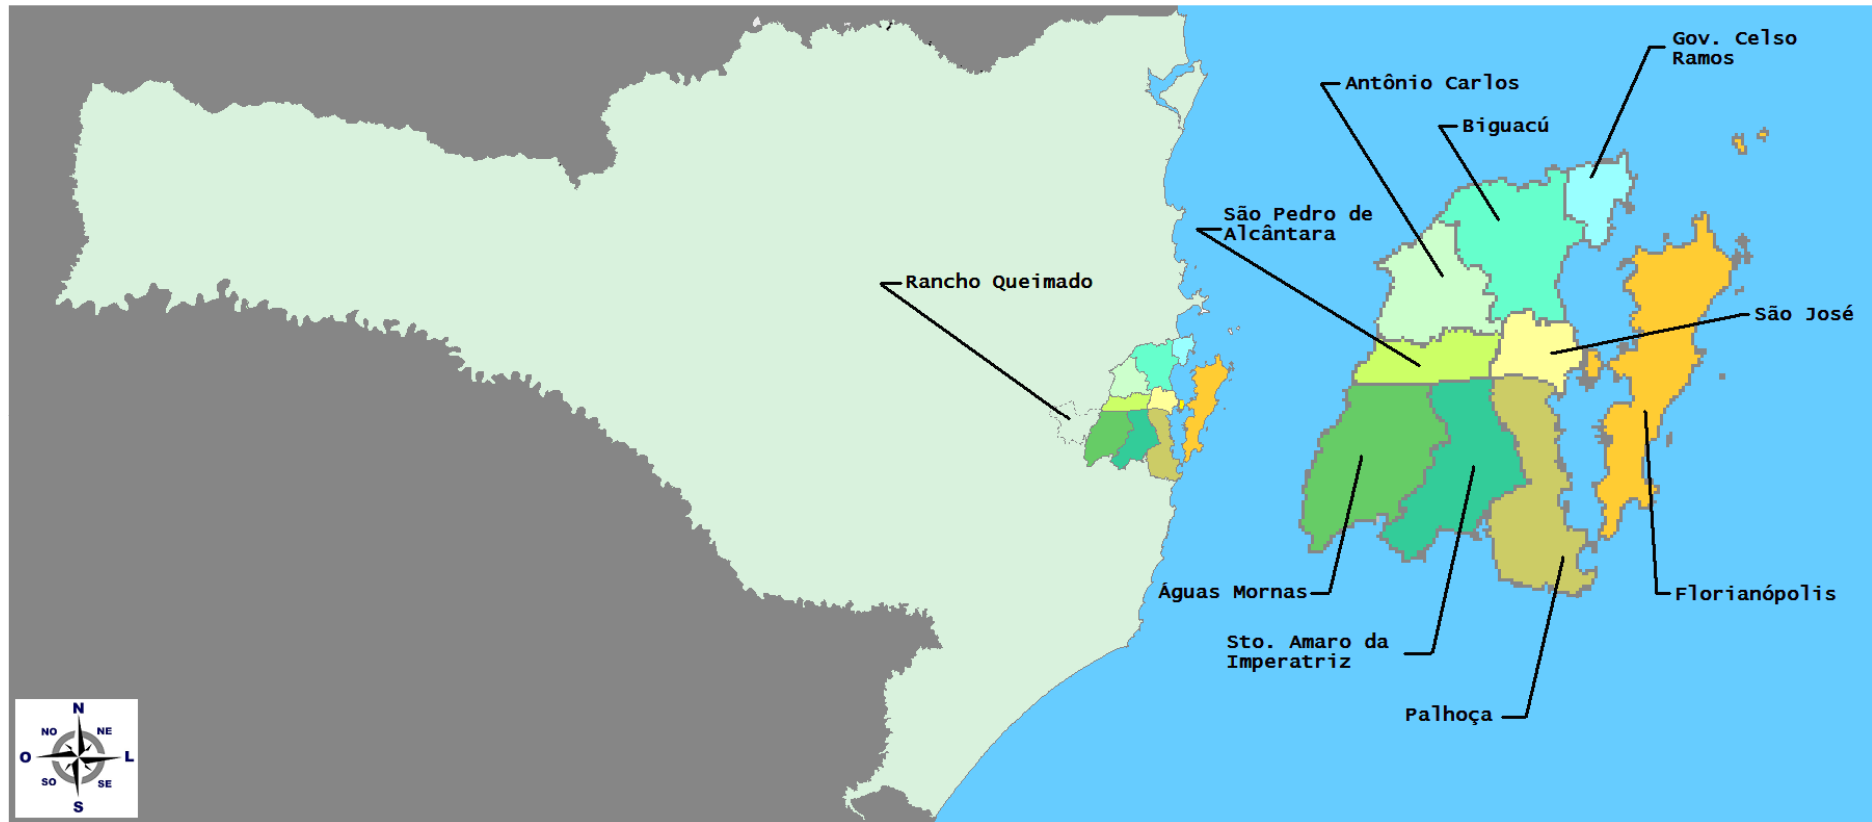 Gov. Celso
Ramos
Antônio Carlos
Biguacú
São Pedro de
Alcântara
Rancho Queimado
São José
Águas Mornas
Florianópolis
Sto. Amaro da
Imperatriz
Palhoça
N
NO
NE
O
L
SO
SE
S